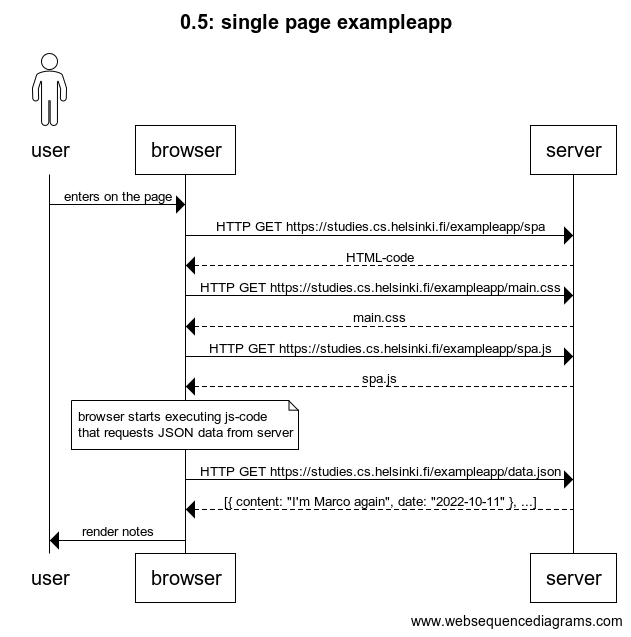 0.5: single page exampleapp
user
browser
server
enters on the page
HTTP GET https://studies.cs.helsinki.fi/exampleapp/spa
HTML-code
HTTP GET https://studies.cs.helsinki.fi/exampleapp/main.css
main.css
HTTP GET https://studies.cs.helsinki.fi/exampleapp/spa.js
spa.js
browser starts executing js-code
that requests JSON data from server
HTTP GET https://studies.cs.helsinki.fi/exampleapp/data.json
[{ content: "I'm Marco again", date: "2022-10-11" }, ...]
render notes
user
browser
server
www.websequencediagrams.com